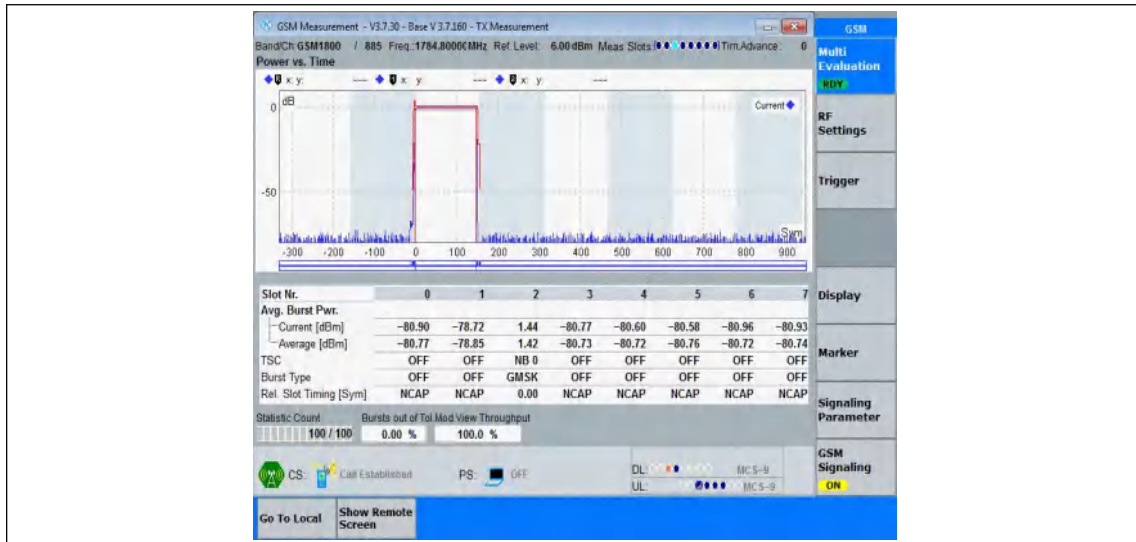 GSM Measurement - V3.7.30 - Base V 3.7.160 - TX Measurement
GSM
Band/Ch: GSM1800 / 885 Freq.:1784.8000(MHz Ref. Level: 6.00 dBm Meas Slots: Tim.Advance: 0
Multi Evaluation
RDY
Power vs. Time
x: y: --- x: y: --- x: y: ---
dB
Current
0
-50
Sym
-300 -200 -100 0 100 200 300 400 500 600 700 800 900
RF Settings
Trigger
Slot Nr. 0 1 2 3 4 5 6 7
Avg. Burst Pwr.
Current [dBm] -80.90 -78.72 1.44 -80.77 -80.60 -80.58 -80.96 -80.93
Average [dBm] -80.77 -78.85 1.42 -80.73 -80.72 -80.76 -80.72 -80.74
TSC OFF OFF NB 0 OFF OFF OFF OFF OFF
Burst Type OFF OFF GMSK OFF OFF OFF OFF OFF
Rel. Slot Timing [Sym] NCAP NCAP 0.00 NCAP NCAP NCAP NCAP NCAP
Display
Marker
Signaling Parameter
Statistic Count Bursts out of Tol. Mod.View Throughput
100 / 100 0.00 % 100.0 %
CS: Call Established PS: OFF DL: MCS-9
UL: MCS-9
GSM Signaling
ON
Go To Local
Show Remote Screen